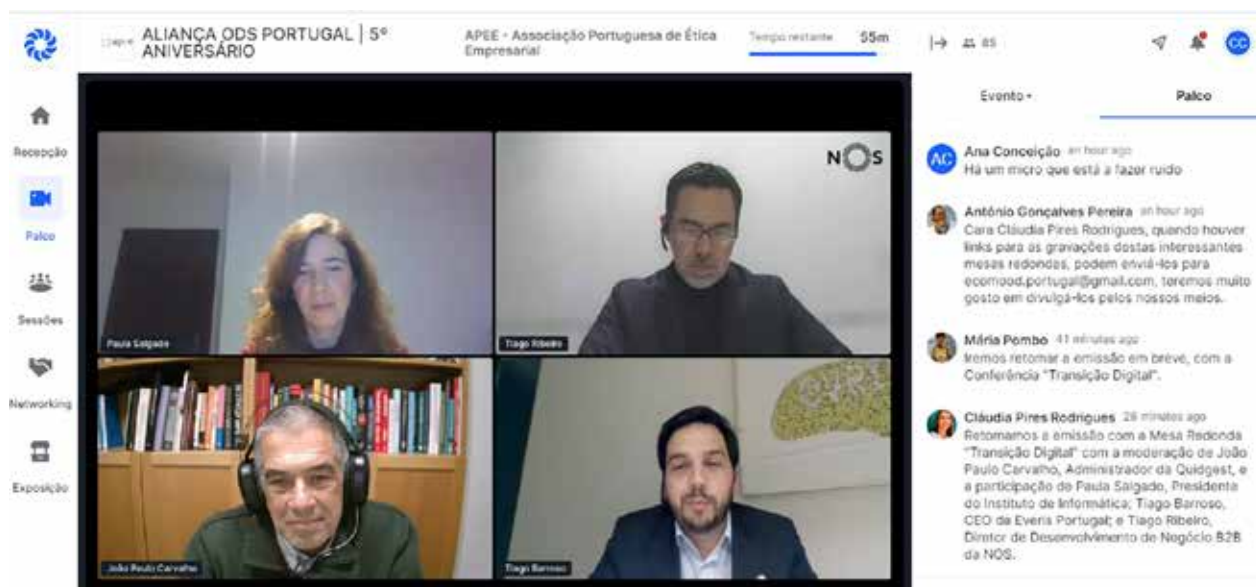 ALIANÇA ODS PORTUGAL | 5º
ANIVERSÁRIO
APEE - Associação Portuguesa de Ética
Empresarial
Tempo restante 55m
85
CC
Recepção
Palco
Sessões
Networking
Exposição
NOS
Paula Salgado
Tiago Ribeiro
João Paulo Carvalho
Tiago Barroso
Evento
Palco
AC
Ana Conceição an hour ago
Há um micro que está a fazer ruído
António Gonçalves Pereira an hour ago
Cara Cláudia Pires Rodrigues, quando houver
links para as gravações destas interessantes
mesas redondas, podem enviá-los para
ecomood.portugal@gmail.com, teremos muito
gosto em divulgá-los pelos nossos meios.
Mária Pombo 41 minutes ago
Iremos retomar a emissão em breve, com a
Conferência "Transição Digital".
Cláudia Pires Rodrigues minutes ago
Retomamos a emissão com a Mesa Redonda
"Transição Digital" com a moderação de João
Paulo Carvalho, Administrador da Quidgest, e
a participação de Paula Salgado, Presidente
do Instituto de Informática; Tiago Barroso,
CEO da Everis Portugal; e Tiago Ribeiro,
Diretor de Desenvolvimento de Negócio B2B
da NOS.